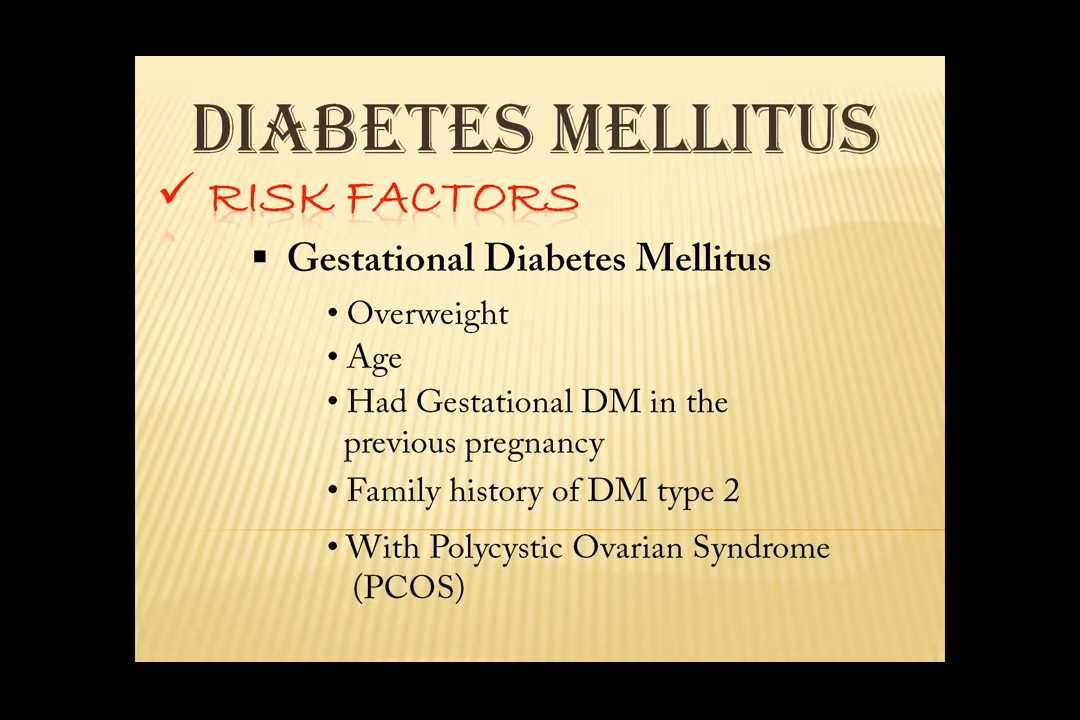 DIABETES MELLITUS
✓ RISK FACTORS
▪ Gestational Diabetes Mellitus
• Overweight
• Age
• Had Gestational DM in the
previous pregnancy
• Family history of DM type 2
• With Polycystic Ovarian Syndrome
(PCOS)